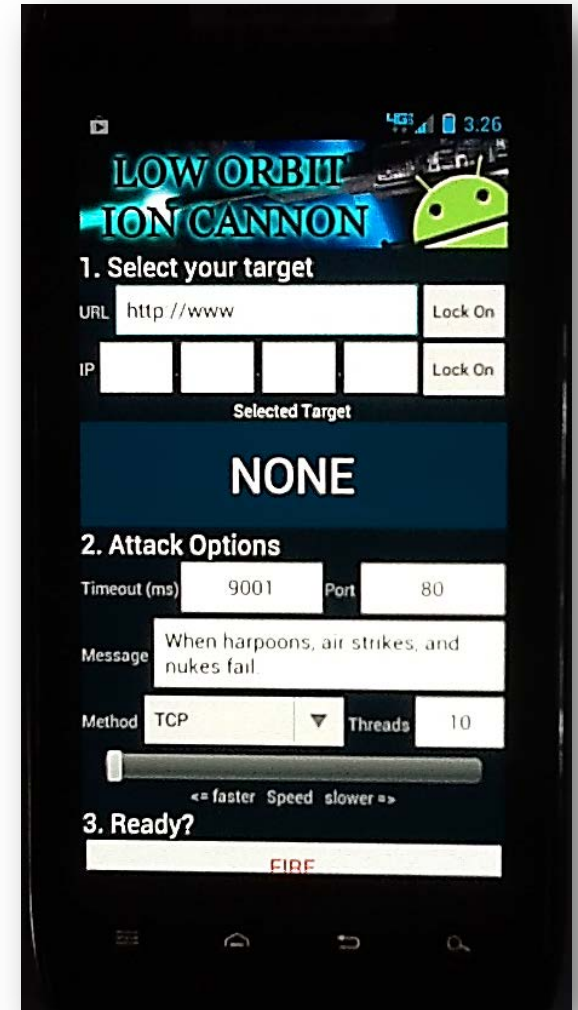 4G 3:26
LOW ORBIT
ION CANNON
1. Select your target
URL http://www Lock On
IP . . . Lock On
Selected Target
NONE
2. Attack Options
Timeout (ms) 9001 Port 80
Message When harpoons, air strikes, and
nukes fail.
Method TCP Threads 10
<= faster Speed slower =>
3. Ready?
FIRE